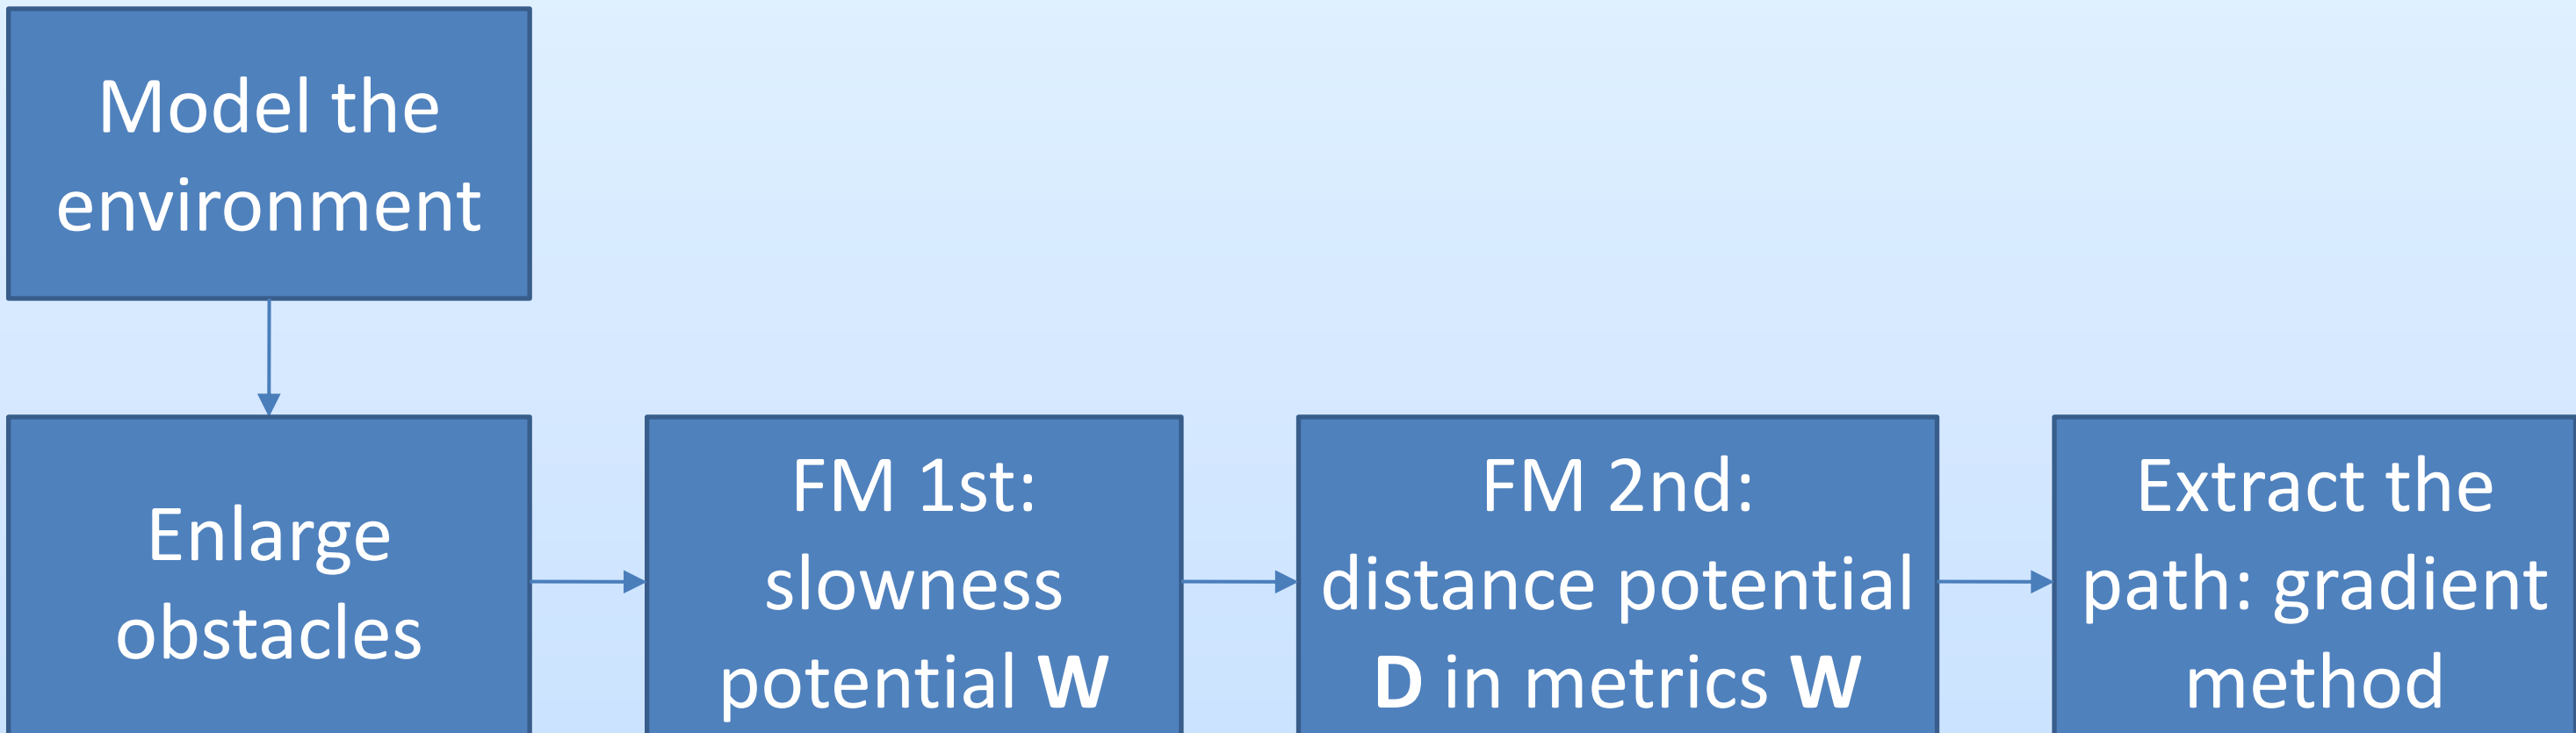 Model the
environment
Enlarge
obstacles
FM 1st:
slowness
potential W
FM 2nd:
distance potential
D in metrics W
Extract the
path: gradient
method